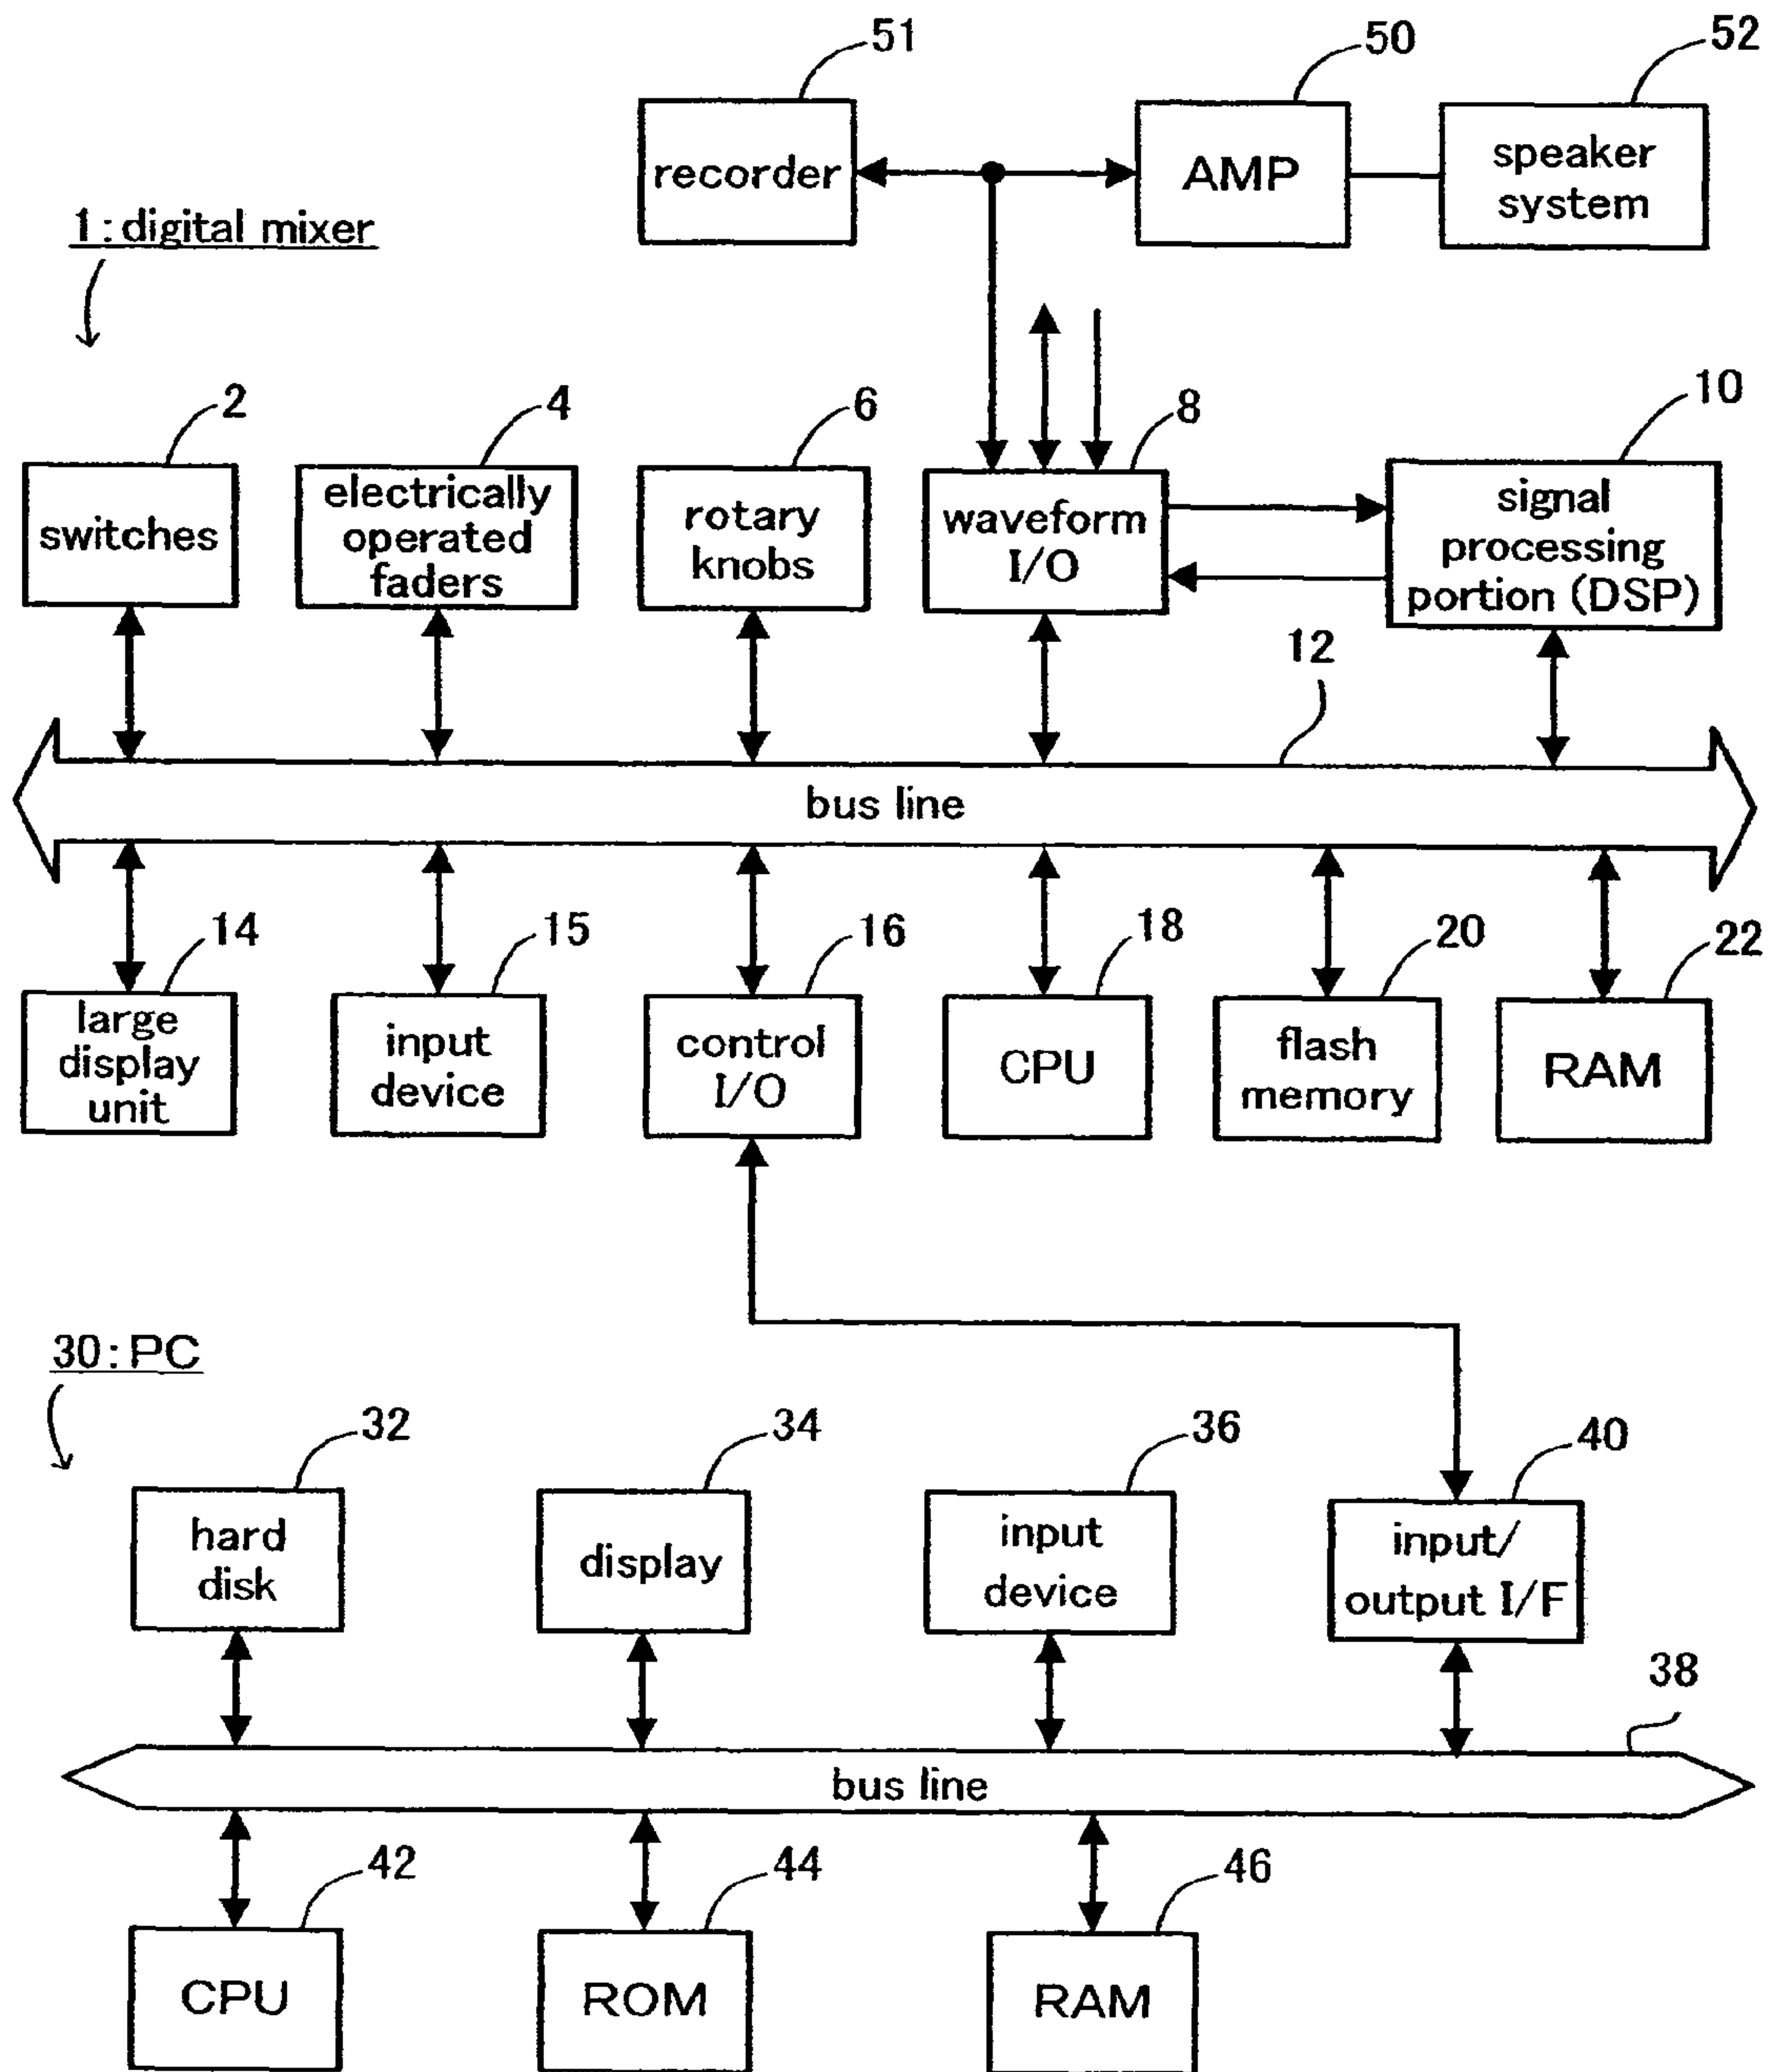 51
50
52
recorder
AMP
speaker
system
1: digital mixer
2
4
6
8
10
switches
electrically
operated
faders
rotary
knobs
waveform
I/O
signal
processing
portion (DSP)
12
bus line
14
15
16
18
20
22
large
display
unit
input
device
control
I/O
CPU
flash
memory
RAM
30: PC
32
34
36
40
hard
disk
display
input
device
input/
output I/F
38
bus line
42
44
46
CPU
ROM
RAM